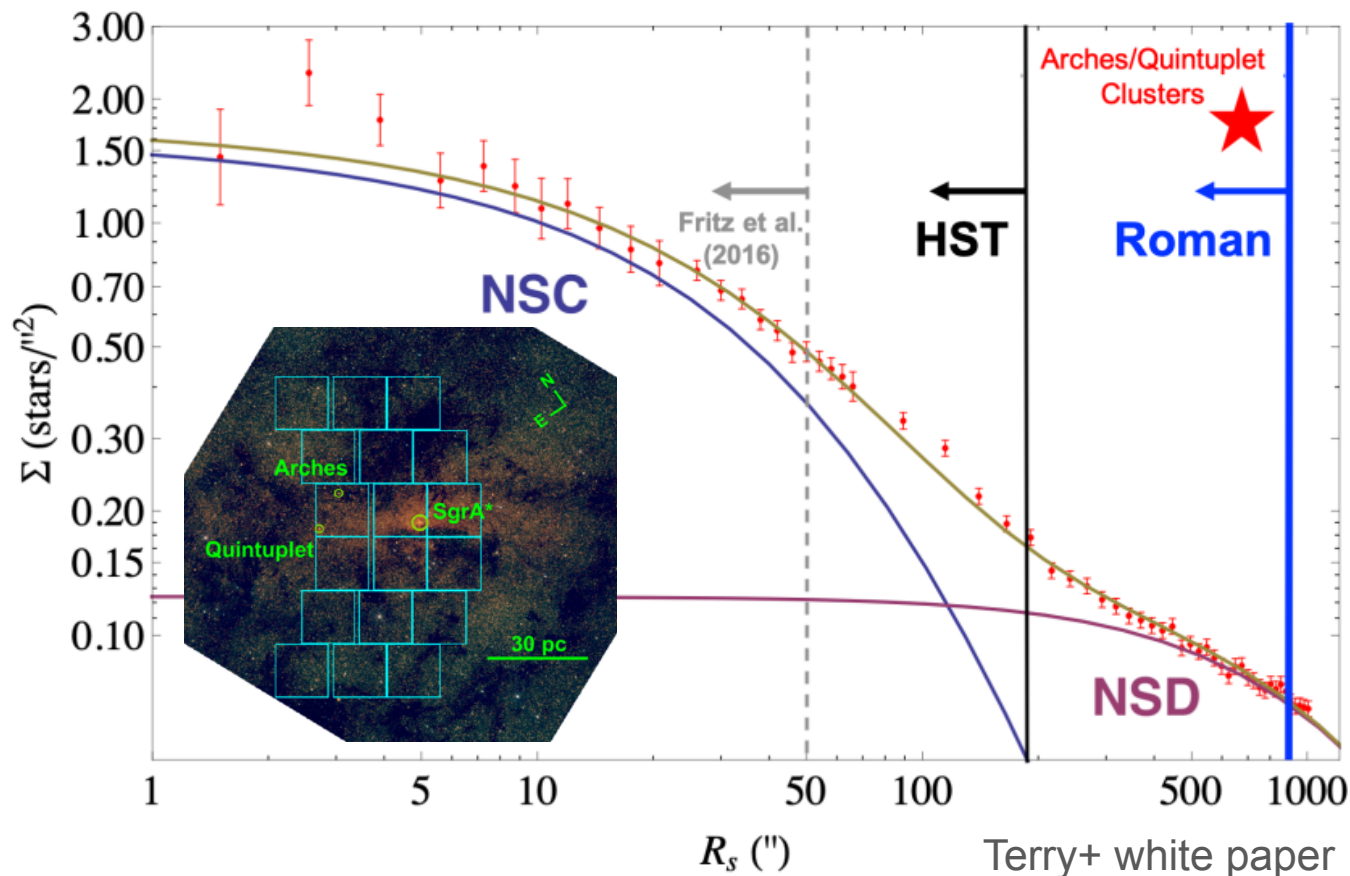 3.00
2.00
1.50
1.00
0.70
0.50
0.30
0.20
0.15
0.10
Σ (stars/"²)
Arches/Quintuplet
Clusters
Fritz et al.
(2016)
HST
Roman
NSC
N
E
Arches
SgrA*
Quintuplet
30 pc
NSD
1
5
10
50
100
500
1000
R_s (")
Terry+ white paper